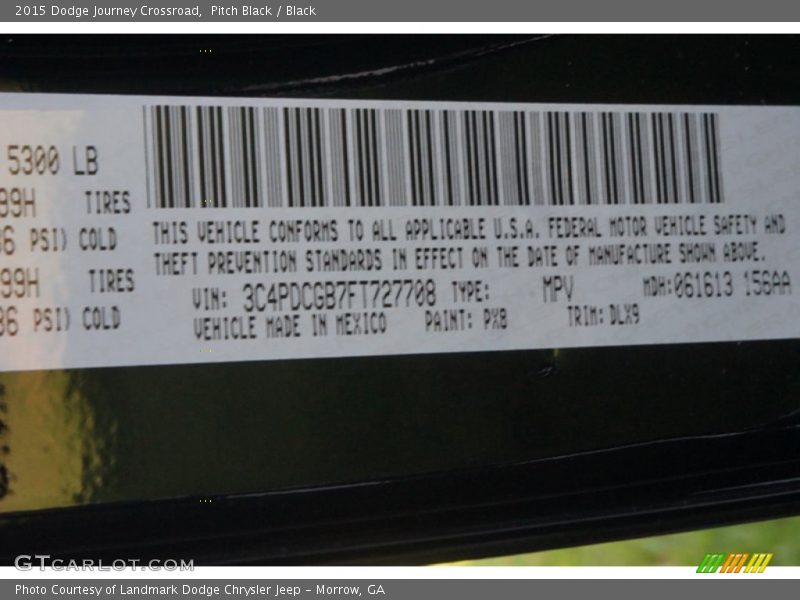 2015 Dodge Journey Crossroad, Pitch Black / Black
5300 LB
99H TIRES
36 PSI) COLD
THIS VEHICLE CONFORMS TO ALL APPLICABLE U.S.A. FEDERAL MOTOR VEHICLE SAFETY AND
THEFT PREVENTION STANDARDS IN EFFECT ON THE DATE OF MANUFACTURE SHOWN ABOVE.
99H TIRES
36 PSI) COLD
VIN: 3C4PDCGB7FT727708 TYPE: MPV MDH:061613 156AA
VEHICLE MADE IN MEXICO PAINT: PX8 TRIM: DLX9
GTCARLOT.COM
Photo Courtesy of Landmark Dodge Chrysler Jeep – Morrow, GA